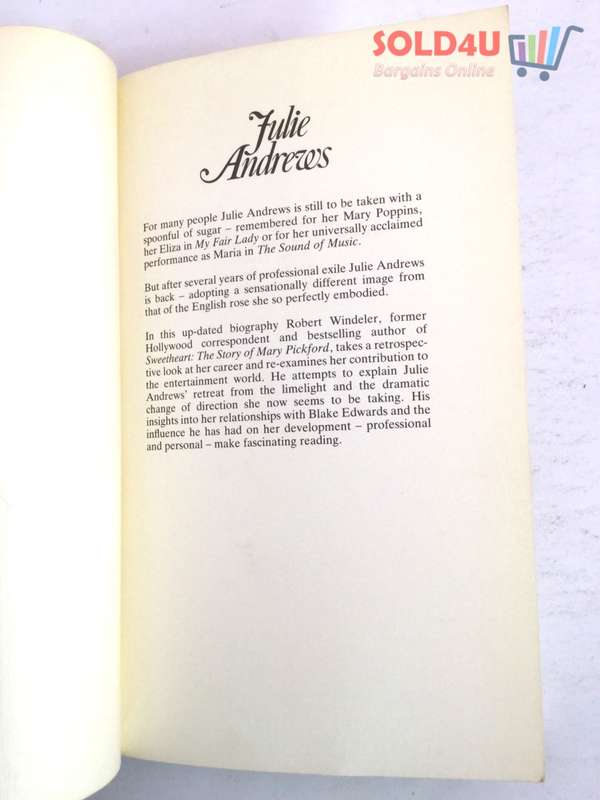 SOLD4U
Bargains Online
Julie
Andrews
For many people Julie Andrews is still to be taken with a
spoonful of sugar – remembered for her Mary Poppins,
her Eliza in My Fair Lady or for her universally acclaimed
performance as Maria in The Sound of Music.
But after several years of professional exile Julie Andrews
is back – adopting a sensationally different image from
that of the English rose she so perfectly embodied.
In this up-dated biography Robert Windeler, former
Hollywood correspondent and bestselling author of
Sweetheart: The Story of Mary Pickford, takes a retrospec-
tive look at her career and re-examines her contribution to
the entertainment world. He attempts to explain Julie
Andrews' retreat from the limelight and the dramatic
change of direction she now seems to be taking. His
insights into her relationships with Blake Edwards and the
influence he has had on her development – professional
and personal – make fascinating reading.